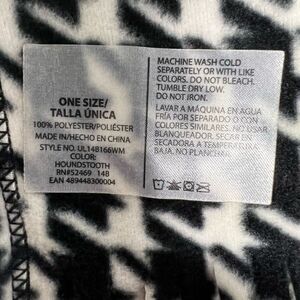 ONE SIZE/
TALLA ÚNICA
100% POLYESTER/POLIÉSTER
MADE IN/HECHO EN CHINA
STYLE NO. UL14B166WM
COLOR:
HOUNDSTOOTH
RN#52469 14B
EAN 489448300004
MACHINE WASH COLD
SEPARATELY OR WITH LIKE
COLORS. DO NOT BLEACH.
TUMBLE DRY LOW.
DO NOT IRON.
LAVAR A MÁQUINA EN AGUA
FRÍA POR SEPARADO O CON
COLORES SIMILARES. NO USAR
BLANQUEADOR. SECAR EN
SECADORA A TEMPERATURA
BAJA. NO PLANCHAR.